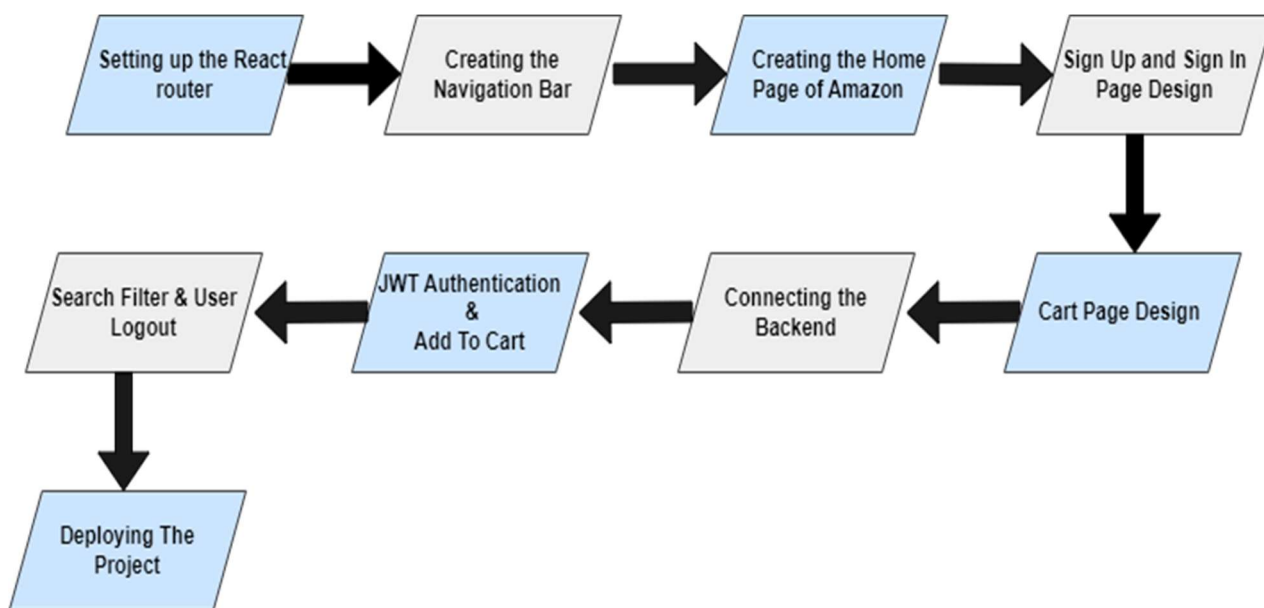 Setting up the React
router
Creating the
Navigation Bar
Creating the Home
Page of Amazon
Sign Up and Sign In
Page Design
Cart Page Design
Connecting the
Backend
JWT Authentication
&
Add To Cart
Search Filter & User
Logout
Deploying The
Project